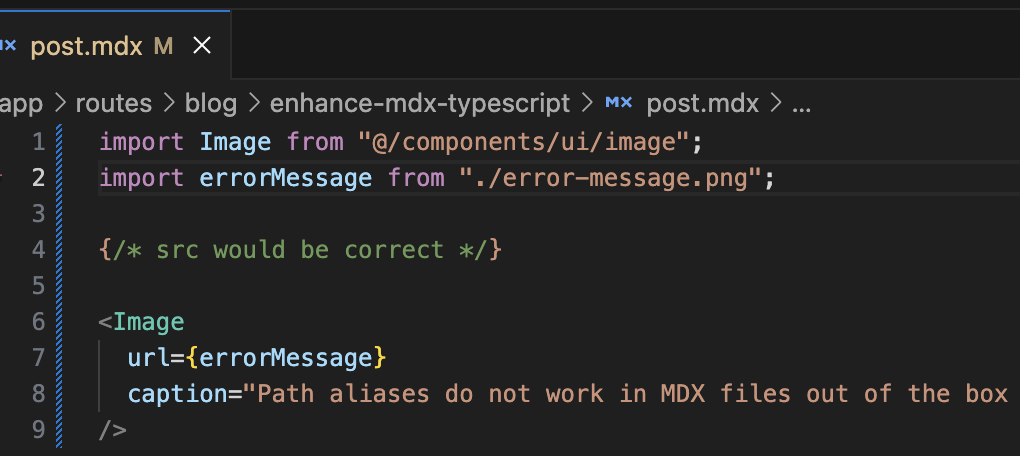 MX post.mdx M ×
app > routes > blog > enhance-mdx-typescript > MX post.mdx > ...
1 import Image from "@/components/ui/image";
2 import errorMessage from "./error-message.png";
3
4 {/* src would be correct */}
5
6 <Image
7 url={errorMessage}
8 caption="Path aliases do not work in MDX files out of the box
9 />